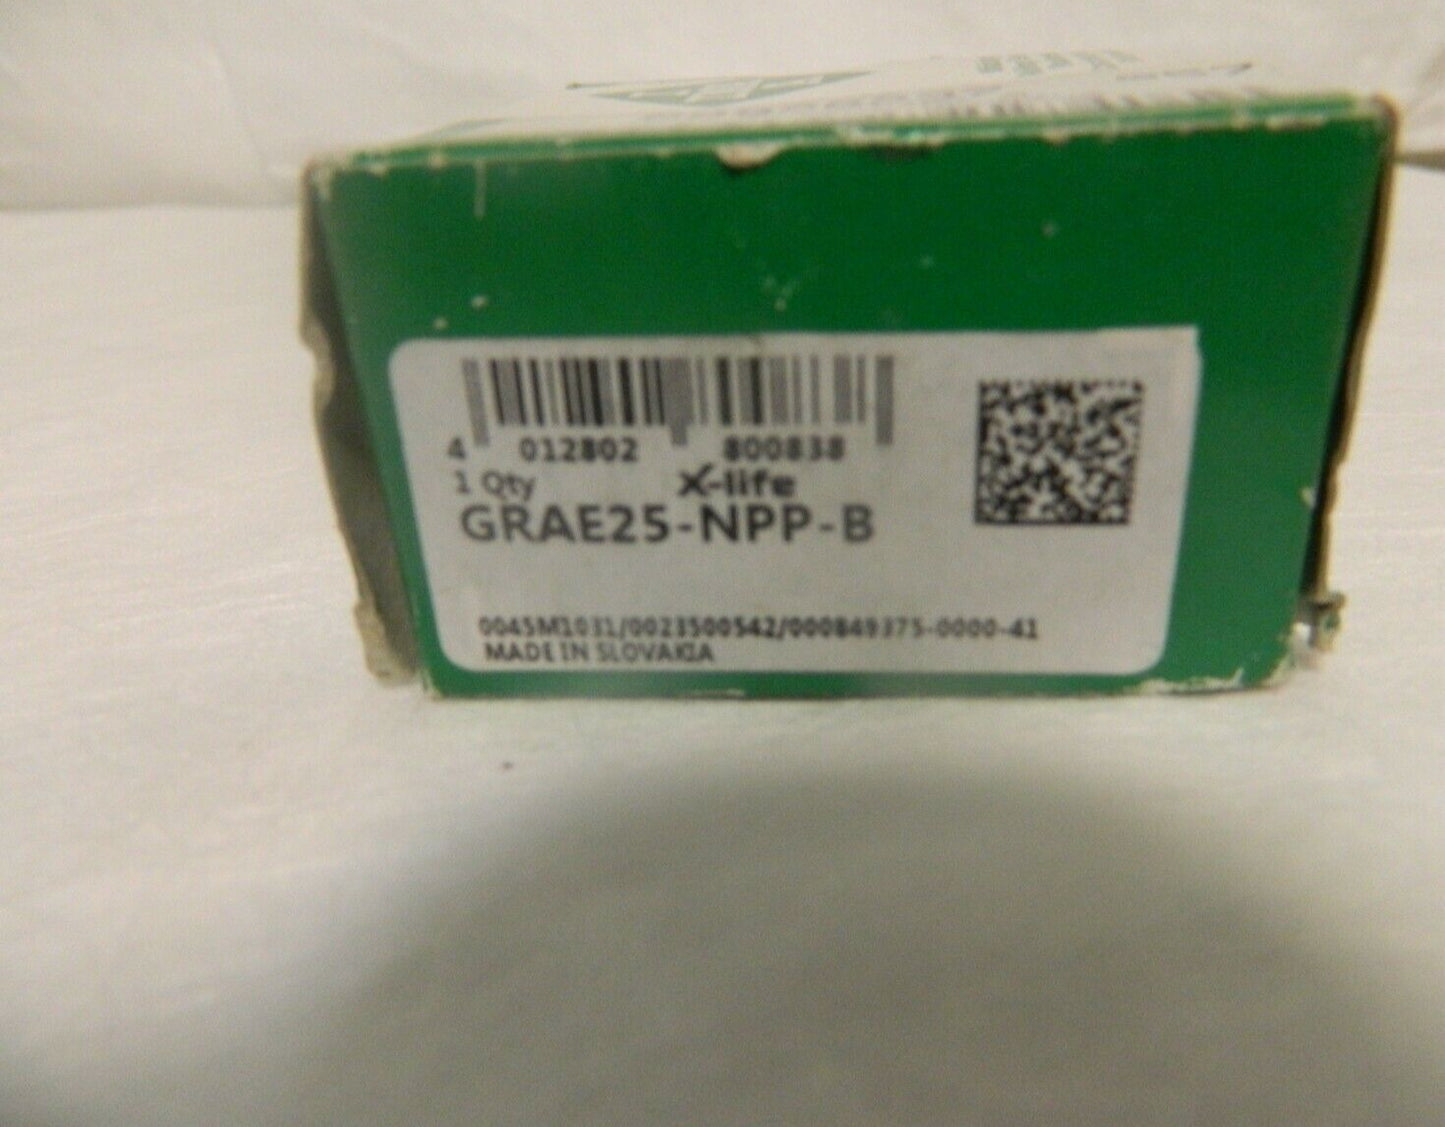 4 012802 800838
1 Qty X-life
GRAE25-NPP-B
0045M1031/0023500542/000849375-0000-41
MADE IN SLOVAKIA